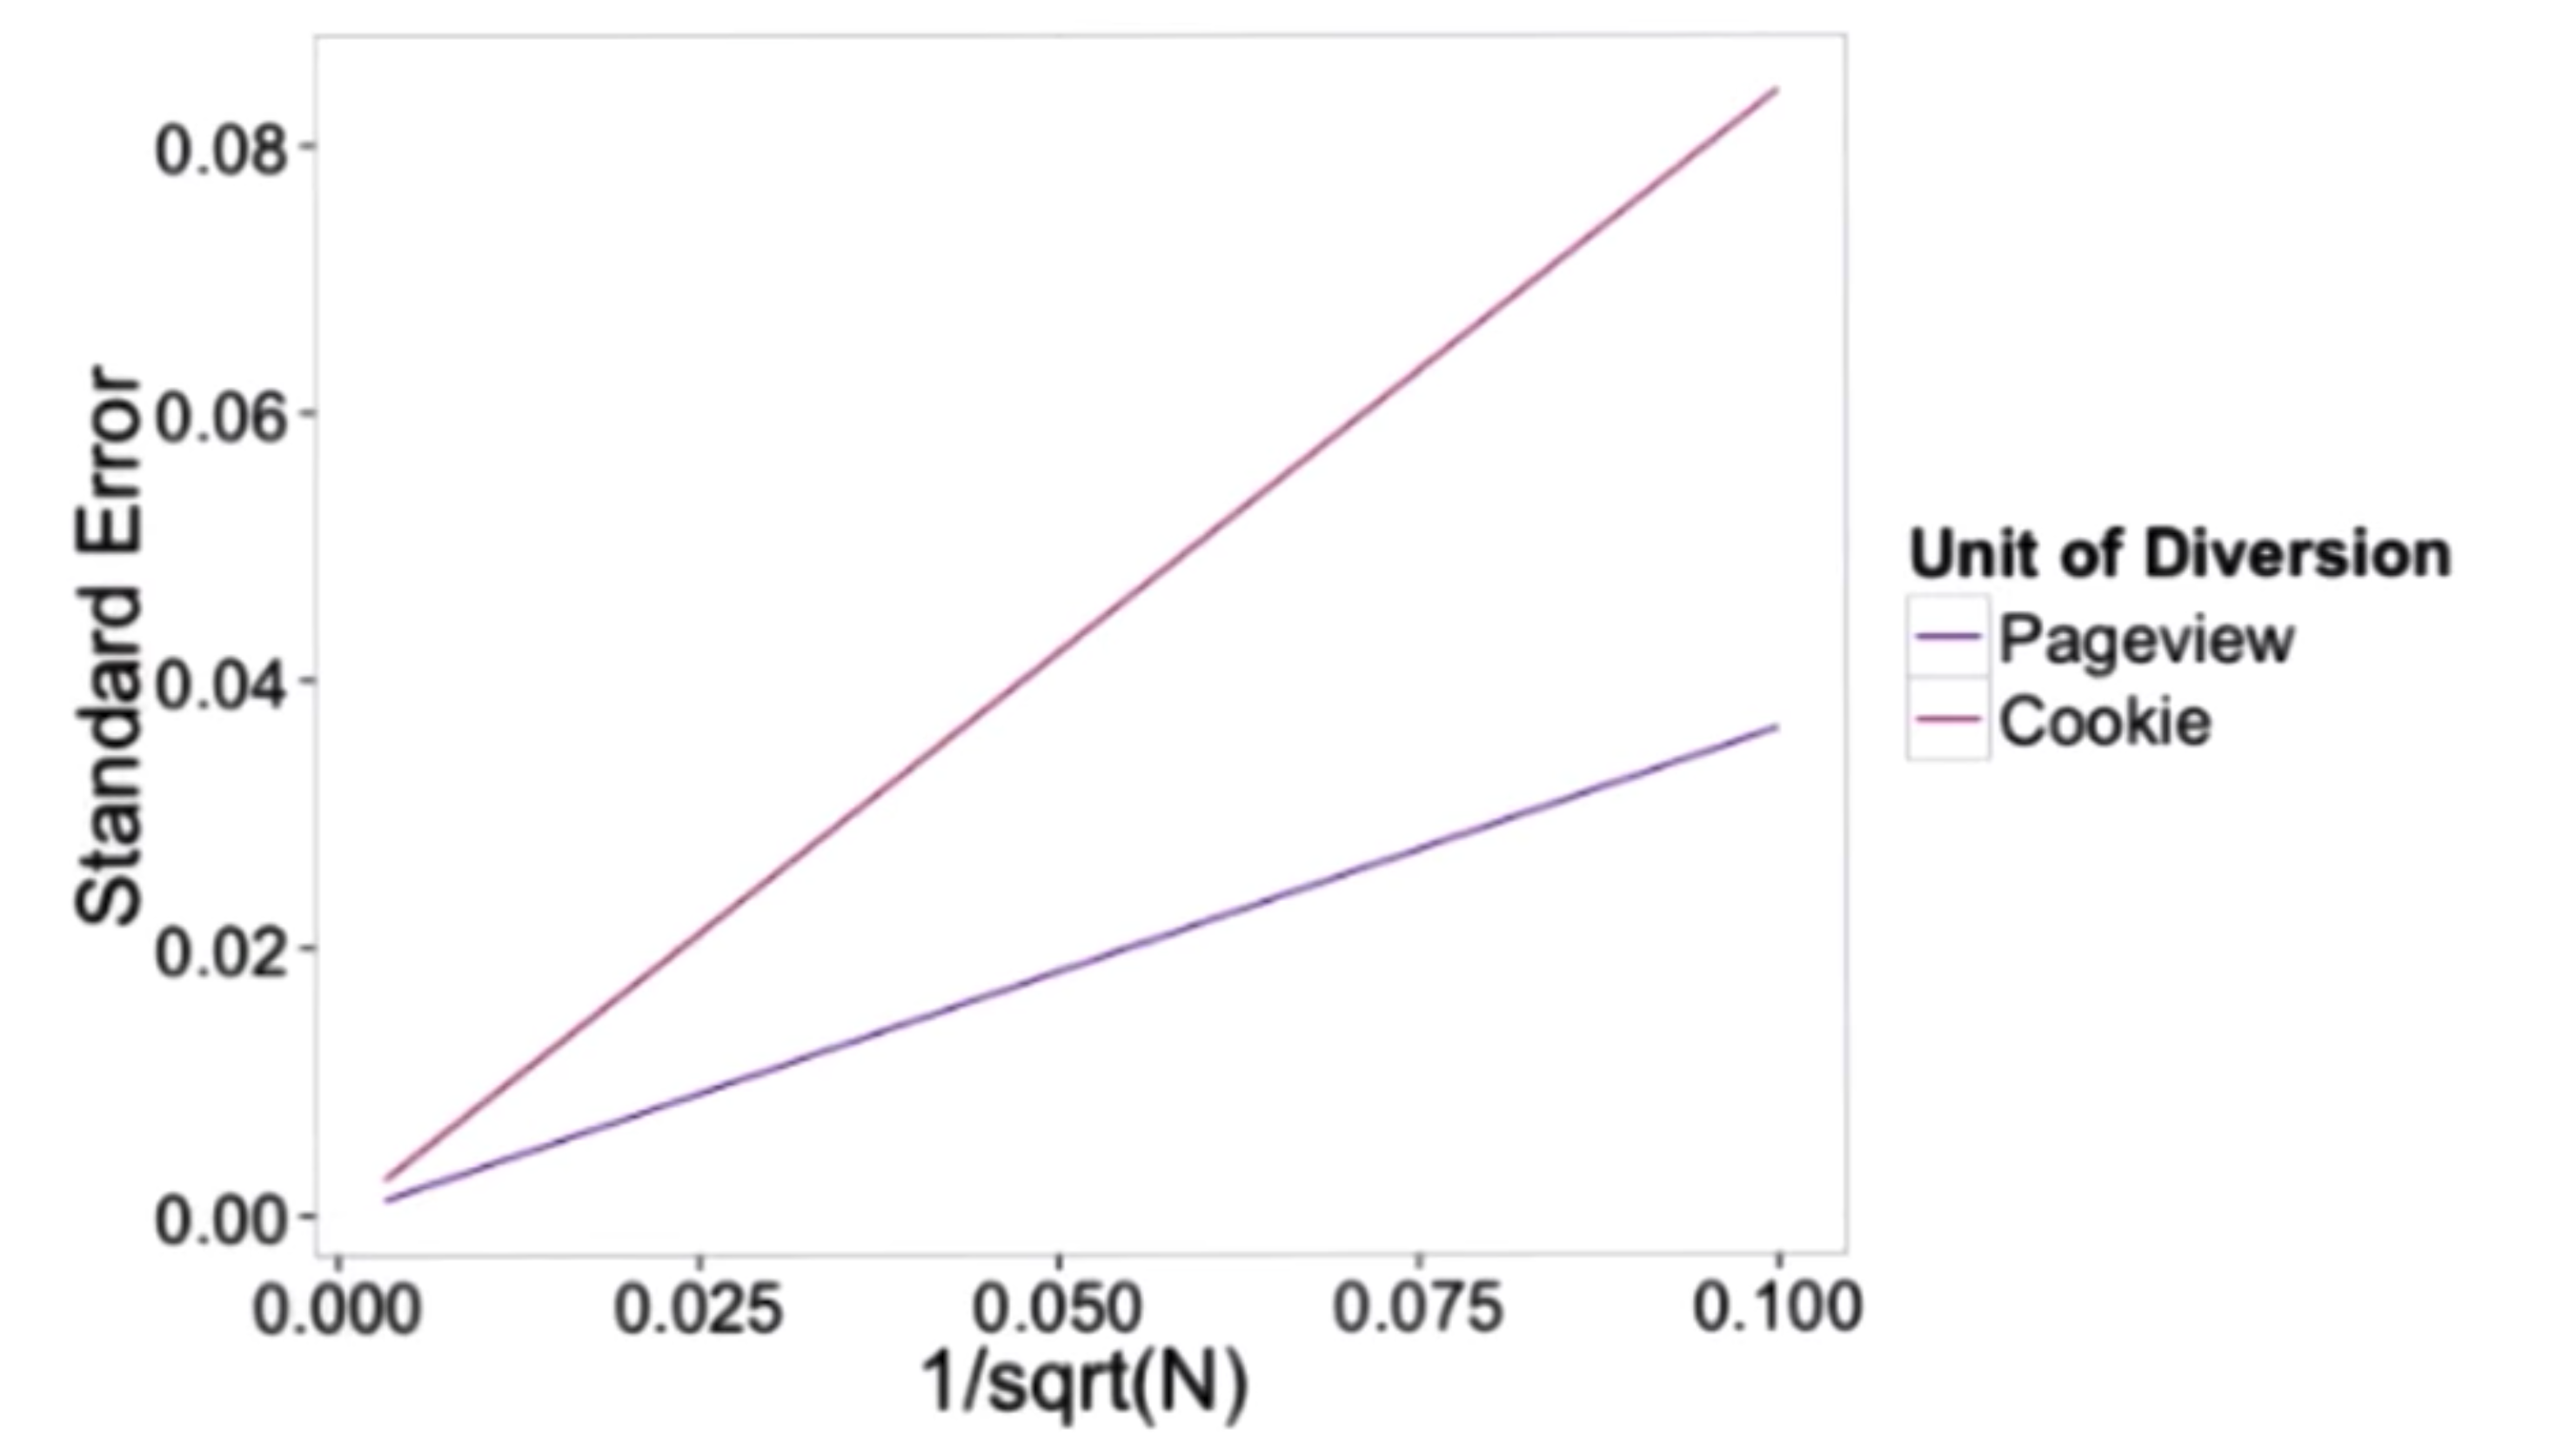 Standard Error
0.08
0.06
0.04
0.02
0.00
0.000 0.025 0.050 0.075 0.100
1/sqrt(N)
Unit of Diversion
Pageview
Cookie